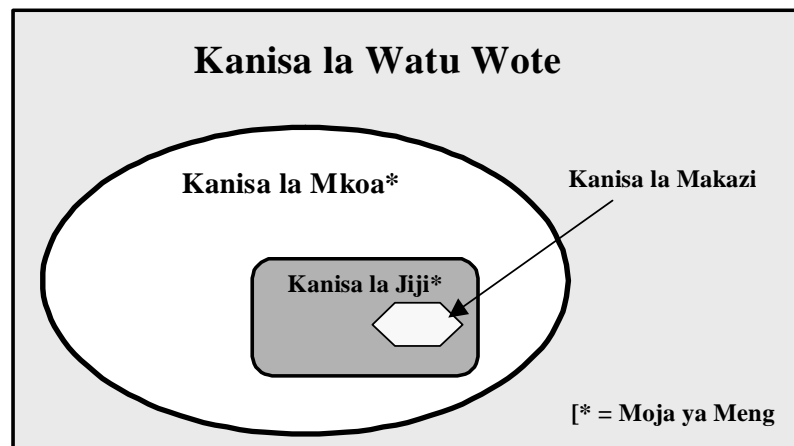 Kanisa la Watu Wote
Kanisa la Mkoa*
Kanisa la Makazi
Kanisa la Jiji*
[* = Moja ya Meng